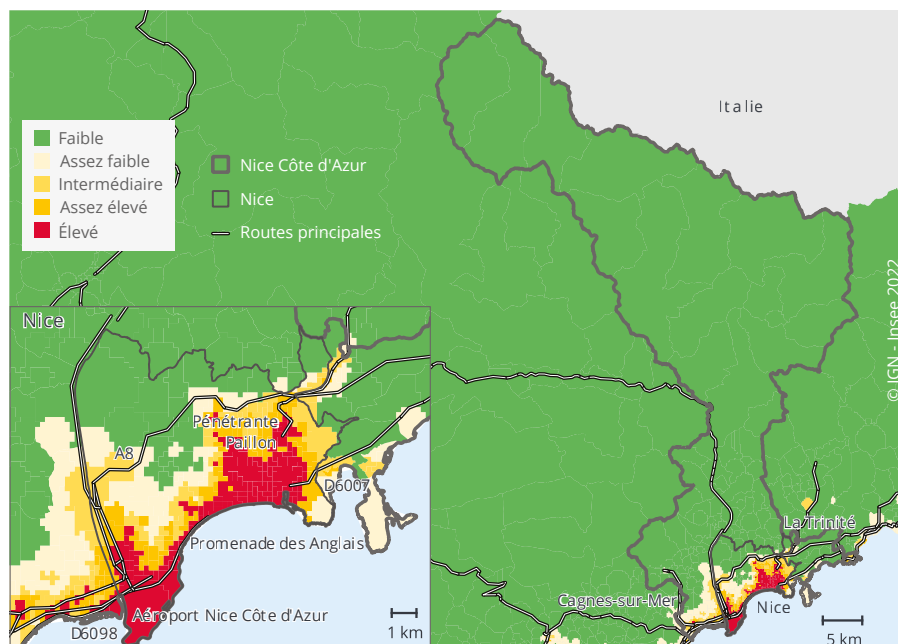 Italie
Faible
Assez faible
Intermédiaire
Assez élevé
Élevé
Nice Côte d'Azur
Nice
Routes principales
© IGN - Insee 2022
Nice
Pénétrante
Paillon
A8
D6007
Promenade des Anglais
Aéroport Nice Côte d'Azur
D6098
1 km
La Trinité
Cagnes-sur-Mer
Nice
5 km